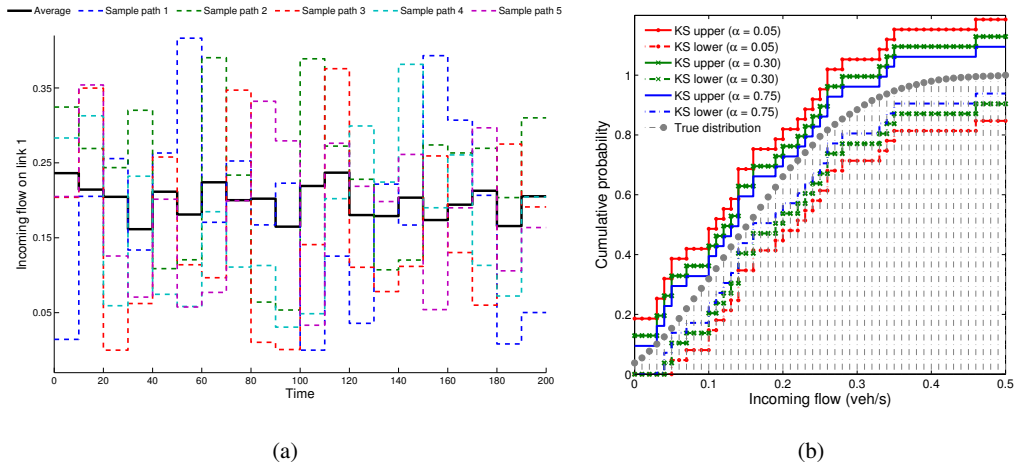 Average Sample path 1 Sample path 2 Sample path 3 Sample path 4 Sample path 5
Incoming flow on link 1
0.35
0.25
0.15
0.05
0 20 40 60 80 100 120 140 160 180 200
Time
(a)
KS upper (α = 0.05)
KS lower (α = 0.05)
KS upper (α = 0.30)
KS lower (α = 0.30)
KS upper (α = 0.75)
KS lower (α = 0.75)
True distribution
Cumulative probability
1
0.8
0.6
0.4
0.2
0
0 0.1 0.2 0.3 0.4 0.5
Incoming flow (veh/s)
(b)